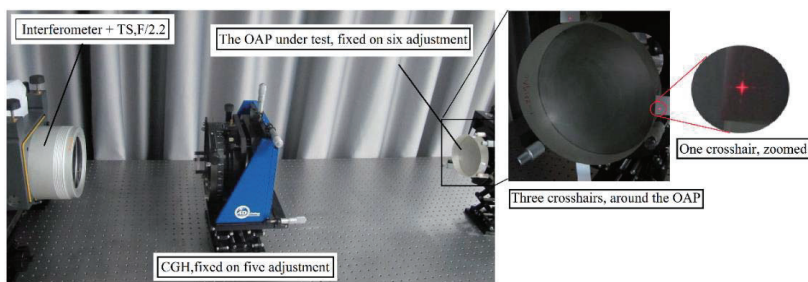 Interferometer + TS,F/2.2
The OAP under test, fixed on six adjustment
One crosshair, zoomed
Three crosshairs, around the OAP
CGH,fixed on five adjustment